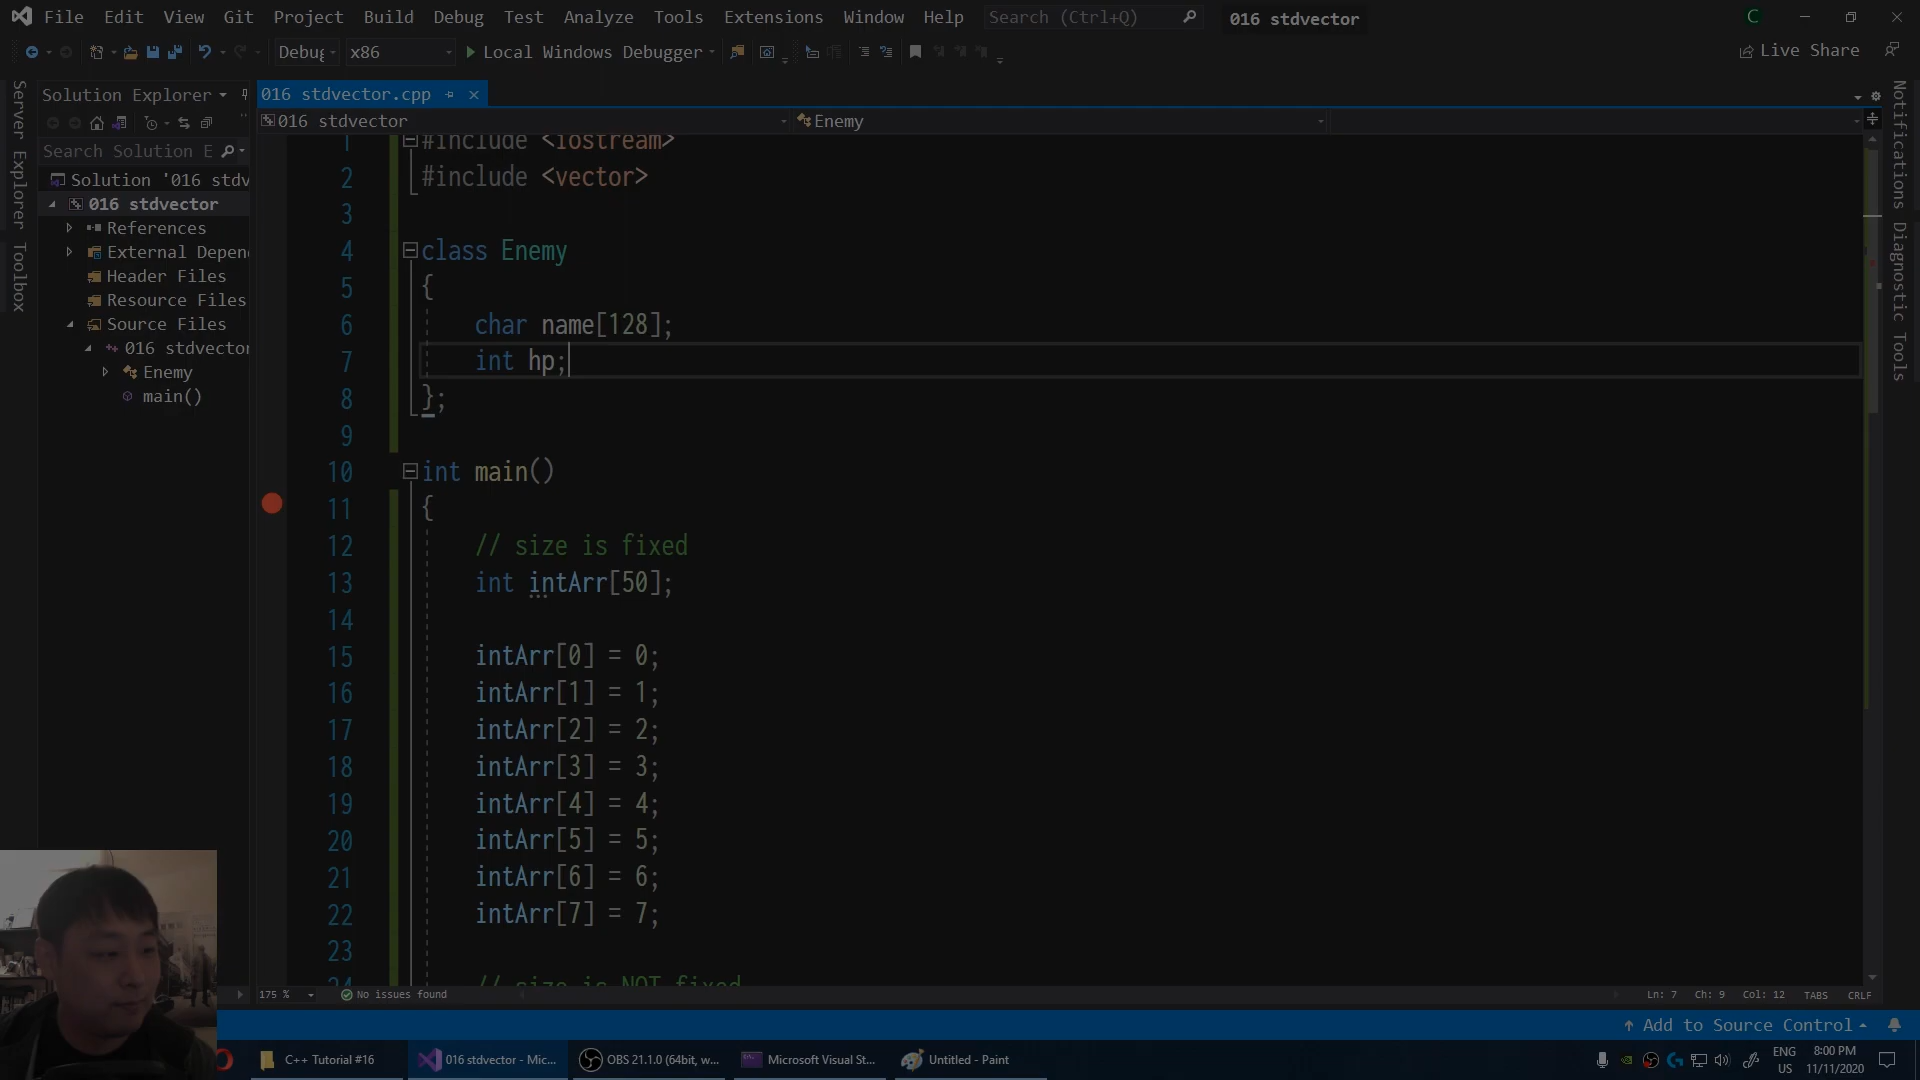 File Edit View Git Project Build Debug Test Analyze Tools Extensions Window Help Search (Ctrl+Q) 016 stdvector C
Debug x86 Local Windows Debugger Live Share
Server Explorer
Toolbox
Solution Explorer
Search Solution E
Solution '016 stdv
016 stdvector
References
External Depen
Header Files
Resource Files
Source Files
016 stdvector
Enemy
main()
016 stdvector.cpp
016 stdvector Enemy
1 #include <iostream>
2 #include <vector>
3
4 class Enemy
5 {
6 char name[128];
7 int hp;
8 };
9
10 int main()
11 {
12 // size is fixed
13 int intArr[50];
14
15 intArr[0] = 0;
16 intArr[1] = 1;
17 intArr[2] = 2;
18 intArr[3] = 3;
19 intArr[4] = 4;
20 intArr[5] = 5;
21 intArr[6] = 6;
22 intArr[7] = 7;
23
24 // size is NOT fixed
Notifications
Diagnostic Tools
175 % No issues found Ln: 7 Ch: 9 Col: 12 TABS CRLF
Add to Source Control
C++ Tutorial #16 016 stdvector - Mic... OBS 21.1.0 (64bit, w... Microsoft Visual St... Untitled - Paint
ENG
US
8:00 PM
11/11/2020